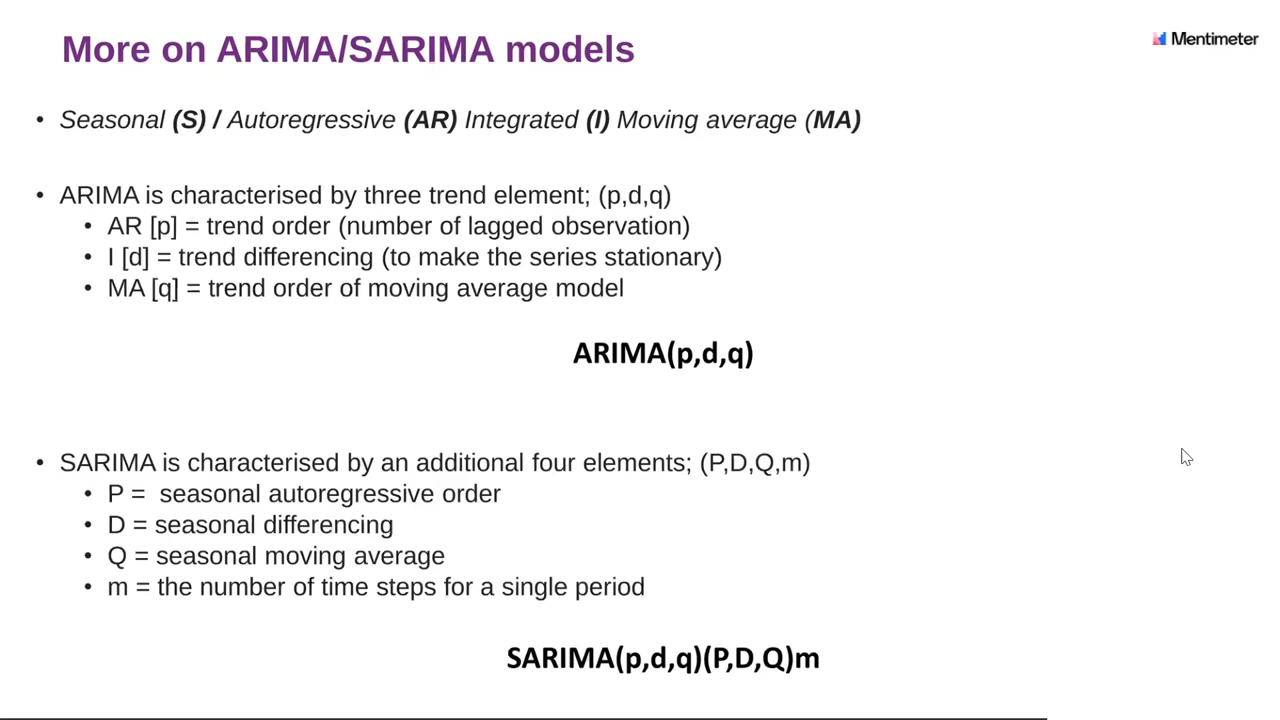 More on ARIMA/SARIMA models
Mentimeter
• Seasonal (S) / Autoregressive (AR) Integrated (I) Moving average (MA)
• ARIMA is characterised by three trend element; (p,d,q)
• AR [p] = trend order (number of lagged observation)
• I [d] = trend differencing (to make the series stationary)
• MA [q] = trend order of moving average model
ARIMA(p,d,q)
• SARIMA is characterised by an additional four elements; (P,D,Q,m)
• P = seasonal autoregressive order
• D = seasonal differencing
• Q = seasonal moving average
• m = the number of time steps for a single period
SARIMA(p,d,q)(P,D,Q)m